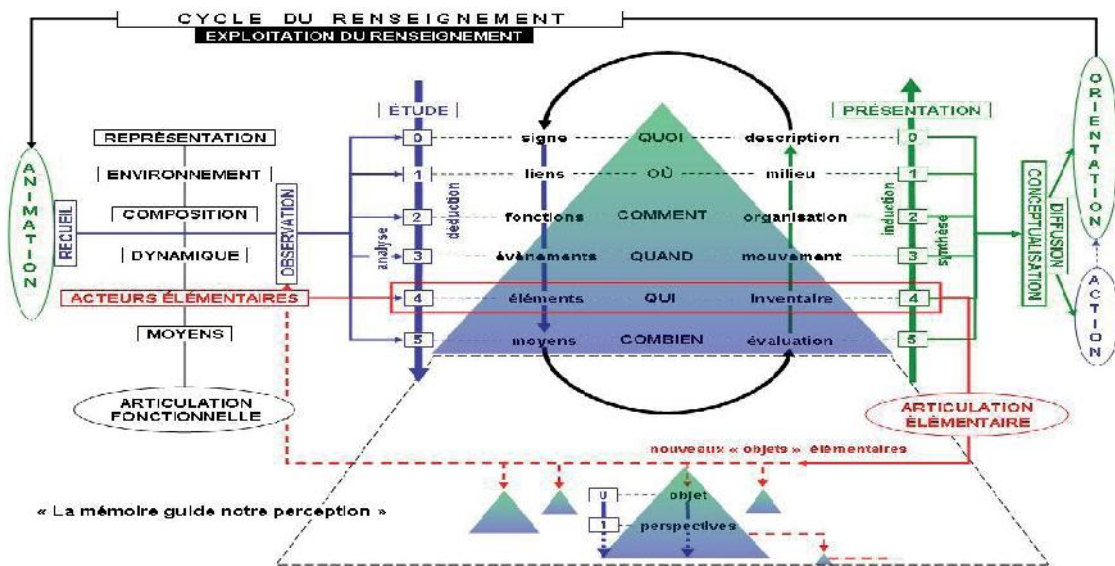 CYCLE DU RENSEIGNEMENT
EXPLOITATION DU RENSEIGNEMENT
ÉTUDE
PRÉSENTATION
ORIENTATION
ANIMATION
RECUEIL
REPRÉSENTATION
ENVIRONNEMENT
COMPOSITION
DYNAMIQUE
ACTEURS ÉLÉMENTAIRES
MOYENS
ARTICULATION
FONCTIONNELLE
OBSERVATION
analyse
déduction
0 signe QUOI description 0
1 liens OÙ milieu 1
2 fonctions COMMENT organisation 2
3 évènements QUAND mouvement 3
4 éléments QUI Inventaire 4
5 moyens COMBIEN évaluation 5
induction
synthèse
CONCEPTUALISATION
DIFFUSION
ACTION
ARTICULATION
ÉLÉMENTAIRE
nouveaux « objets » élémentaires
0 objet
1 perspectives
« La mémoire guide notre perception »